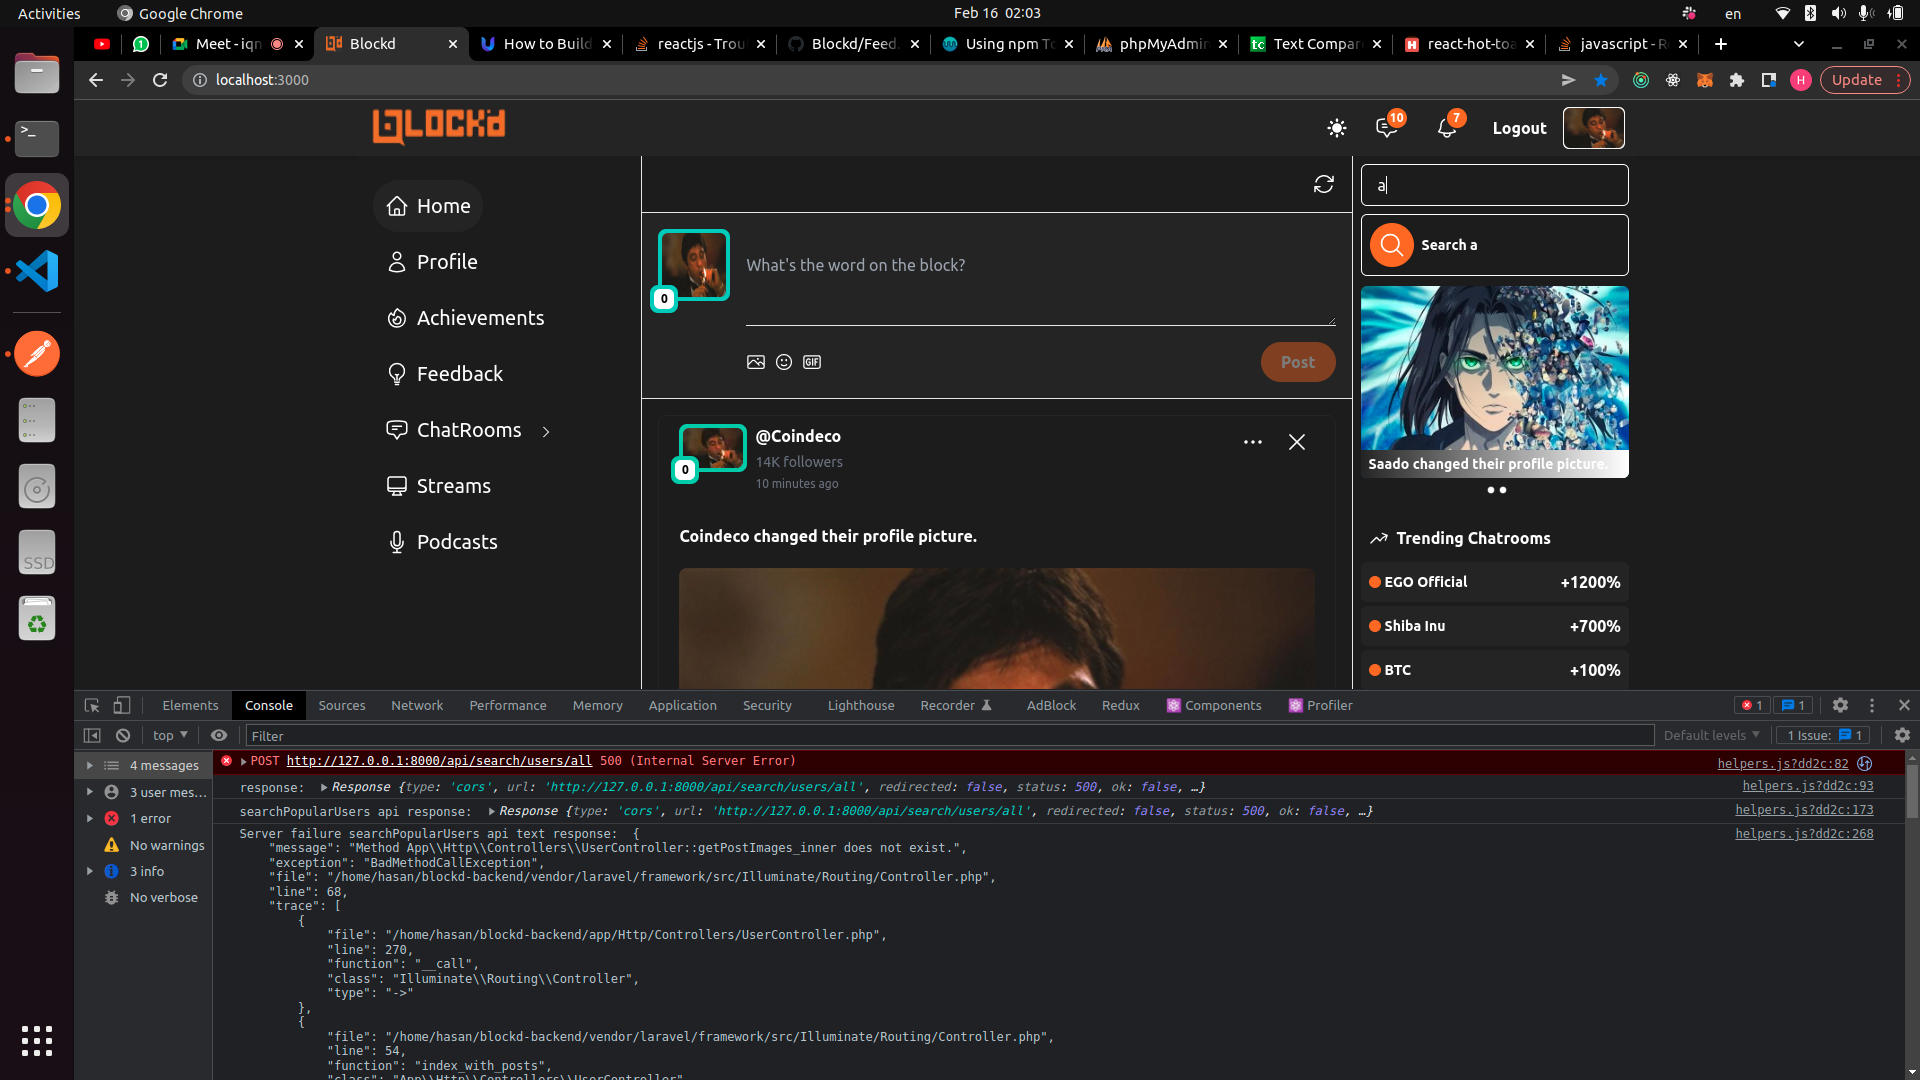 Activities
Google Chrome
Feb 16 02:03
en
Meet - iqn
Blockd
How to Build
reactjs - Trou
Blockd/Feed.
Using npm To
phpMyAdmin
Text Compar
react-hot-toa
javascript - R
localhost:3000
H
Update
BLOCKD
10
7
Logout
Home
Profile
Achievements
Feedback
ChatRooms
Streams
Podcasts
What's the word on the block?
0
GIF
Post
@Coindeco
14K followers
10 minutes ago
0
Coindeco changed their profile picture.
a
Search a
Saado changed their profile picture.
Trending Chatrooms
EGO Official +1200%
Shiba Inu +700%
BTC +100%
SSD
Elements Console Sources Network Performance Memory Application Security Lighthouse Recorder AdBlock Redux Components Profiler
1
1
top
Filter
Default levels
1 Issue: 1
4 messages
3 user mes...
1 error
No warnings
3 info
No verbose
POST http://127.0.0.1:8000/api/search/users/all 500 (Internal Server Error) helpers.js?dd2c:82
response: Response {type: 'cors', url: 'http://127.0.0.1:8000/api/search/users/all', redirected: false, status: 500, ok: false, …} helpers.js?dd2c:93
searchPopularUsers api response: Response {type: 'cors', url: 'http://127.0.0.1:8000/api/search/users/all', redirected: false, status: 500, ok: false, …} helpers.js?dd2c:173
Server failure searchPopularUsers api text response: { helpers.js?dd2c:268
"message": "Method App\\Http\\Controllers\\UserController::getPostImages_inner does not exist.",
"exception": "BadMethodCallException",
"file": "/home/hasan/blockd-backend/vendor/laravel/framework/src/Illuminate/Routing/Controller.php",
"line": 68,
"trace": [
{
"file": "/home/hasan/blockd-backend/app/Http/Controllers/UserController.php",
"line": 270,
"function": "__call",
"class": "Illuminate\\Routing\\Controller",
"type": "->"
},
{
"file": "/home/hasan/blockd-backend/vendor/laravel/framework/src/Illuminate/Routing/Controller.php",
"line": 54,
"function": "index_with_posts",
"class": "App\\Http\\Controllers\\UserController"